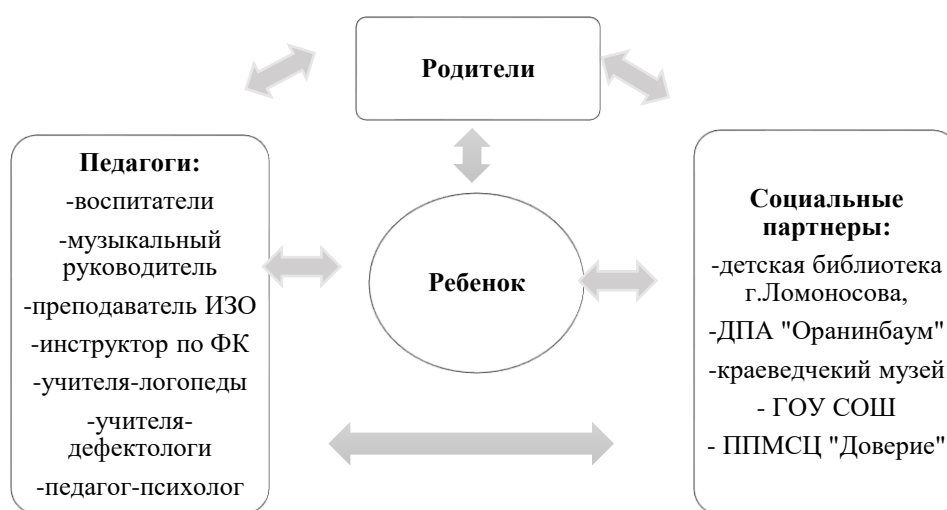 Родители
Педагоги:
-воспитатели
-музыкальный
руководитель
-преподаватель ИЗО
-инструктор по ФК
-учителя-логопеды
-учителя-
дефектологи
-педагог-психолог
Ребенок
Социальные
партнеры:
-детская библиотека
г.Ломоносова,
-ДПА "Оранинбаум"
-краеведчекий музей
- ГОУ СОШ
- ППМСЦ "Доверие"